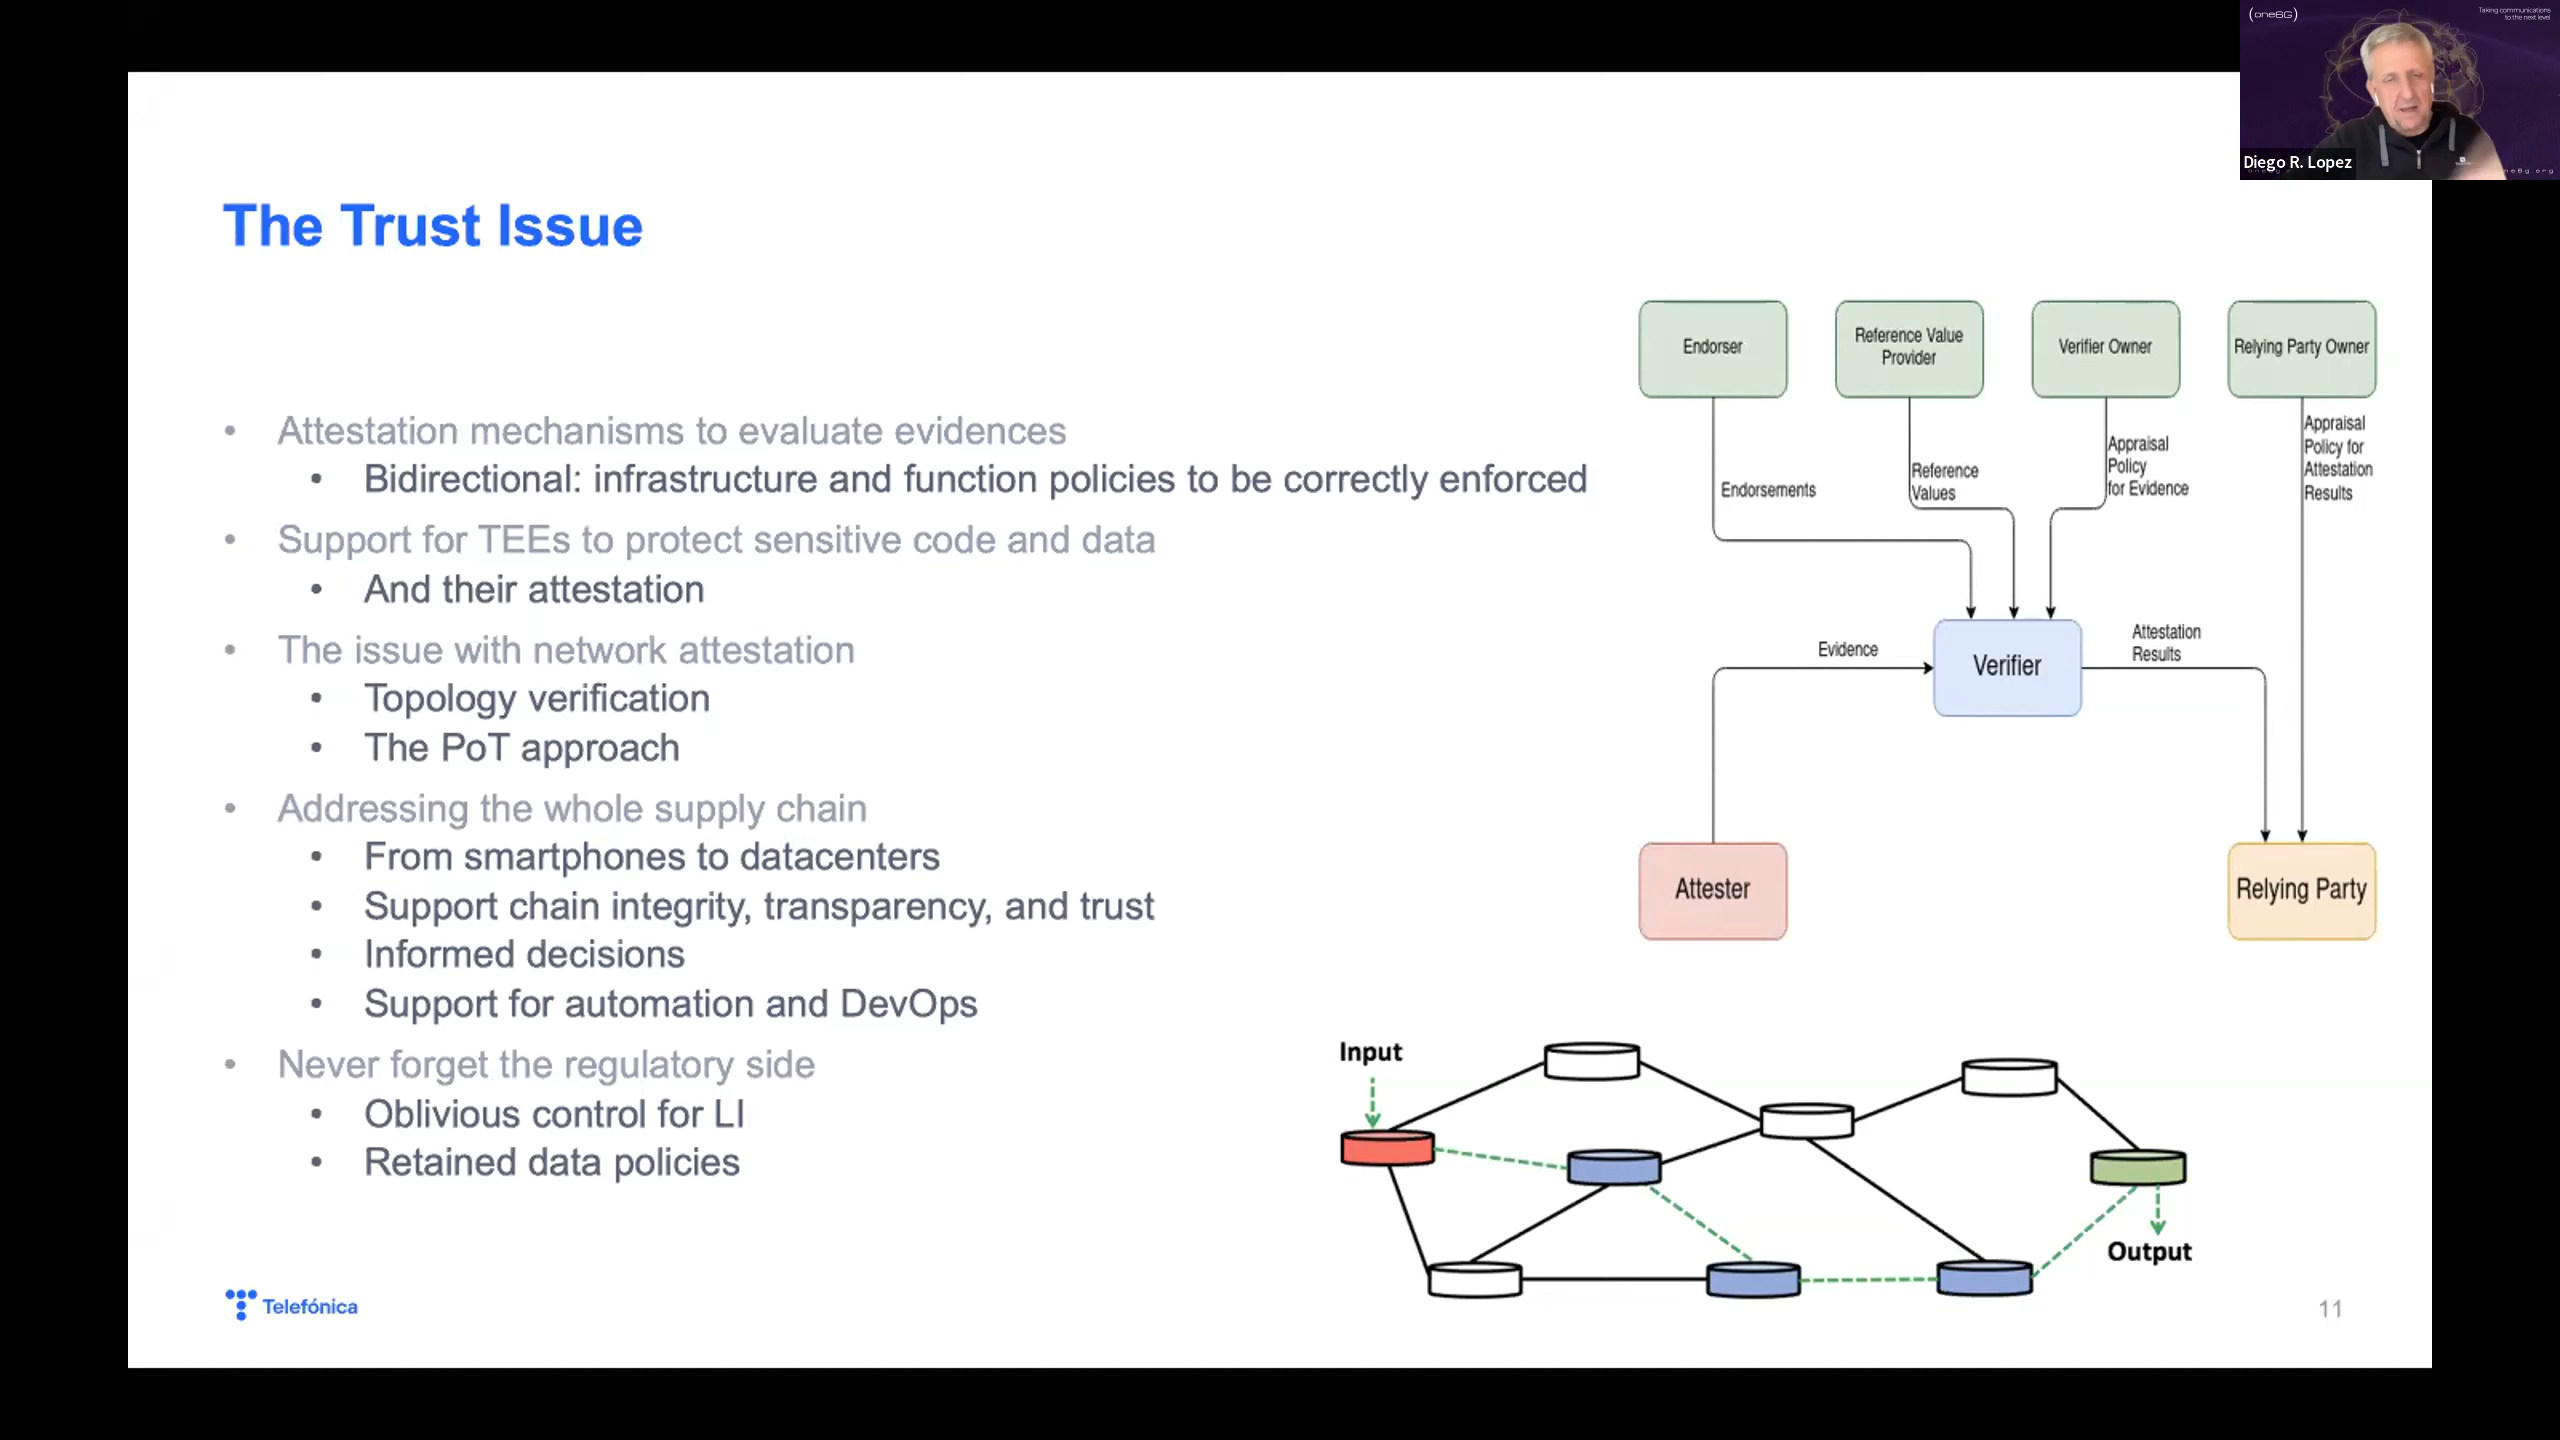 (one6G)
Taking communications
to the next level
Diego R. Lopez
The Trust Issue
• Attestation mechanisms to evaluate evidences
• Bidirectional: infrastructure and function policies to be correctly enforced
• Support for TEEs to protect sensitive code and data
• And their attestation
• The issue with network attestation
• Topology verification
• The PoT approach
• Addressing the whole supply chain
• From smartphones to datacenters
• Support chain integrity, transparency, and trust
• Informed decisions
• Support for automation and DevOps
• Never forget the regulatory side
• Oblivious control for LI
• Retained data policies
Endorser
Reference Value
Provider
Verifier Owner
Relying Party Owner
Endorsements
Reference
Values
Appraisal
Policy
for Evidence
Appraisal
Policy for
Attestation
Results
Evidence
Verifier
Attestation
Results
Attester
Relying Party
Input
Output
Telefónica
11